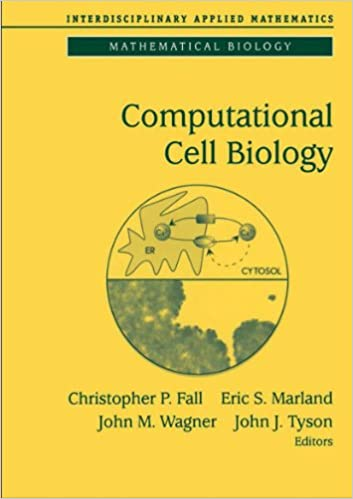 INTERDISCIPLINARY APPLIED MATHEMATICS
MATHEMATICAL BIOLOGY
Computational
Cell Biology
ER
CYTOSOL
Christopher P. Fall Eric S. Marland
John M. Wagner John J. Tyson
Editors